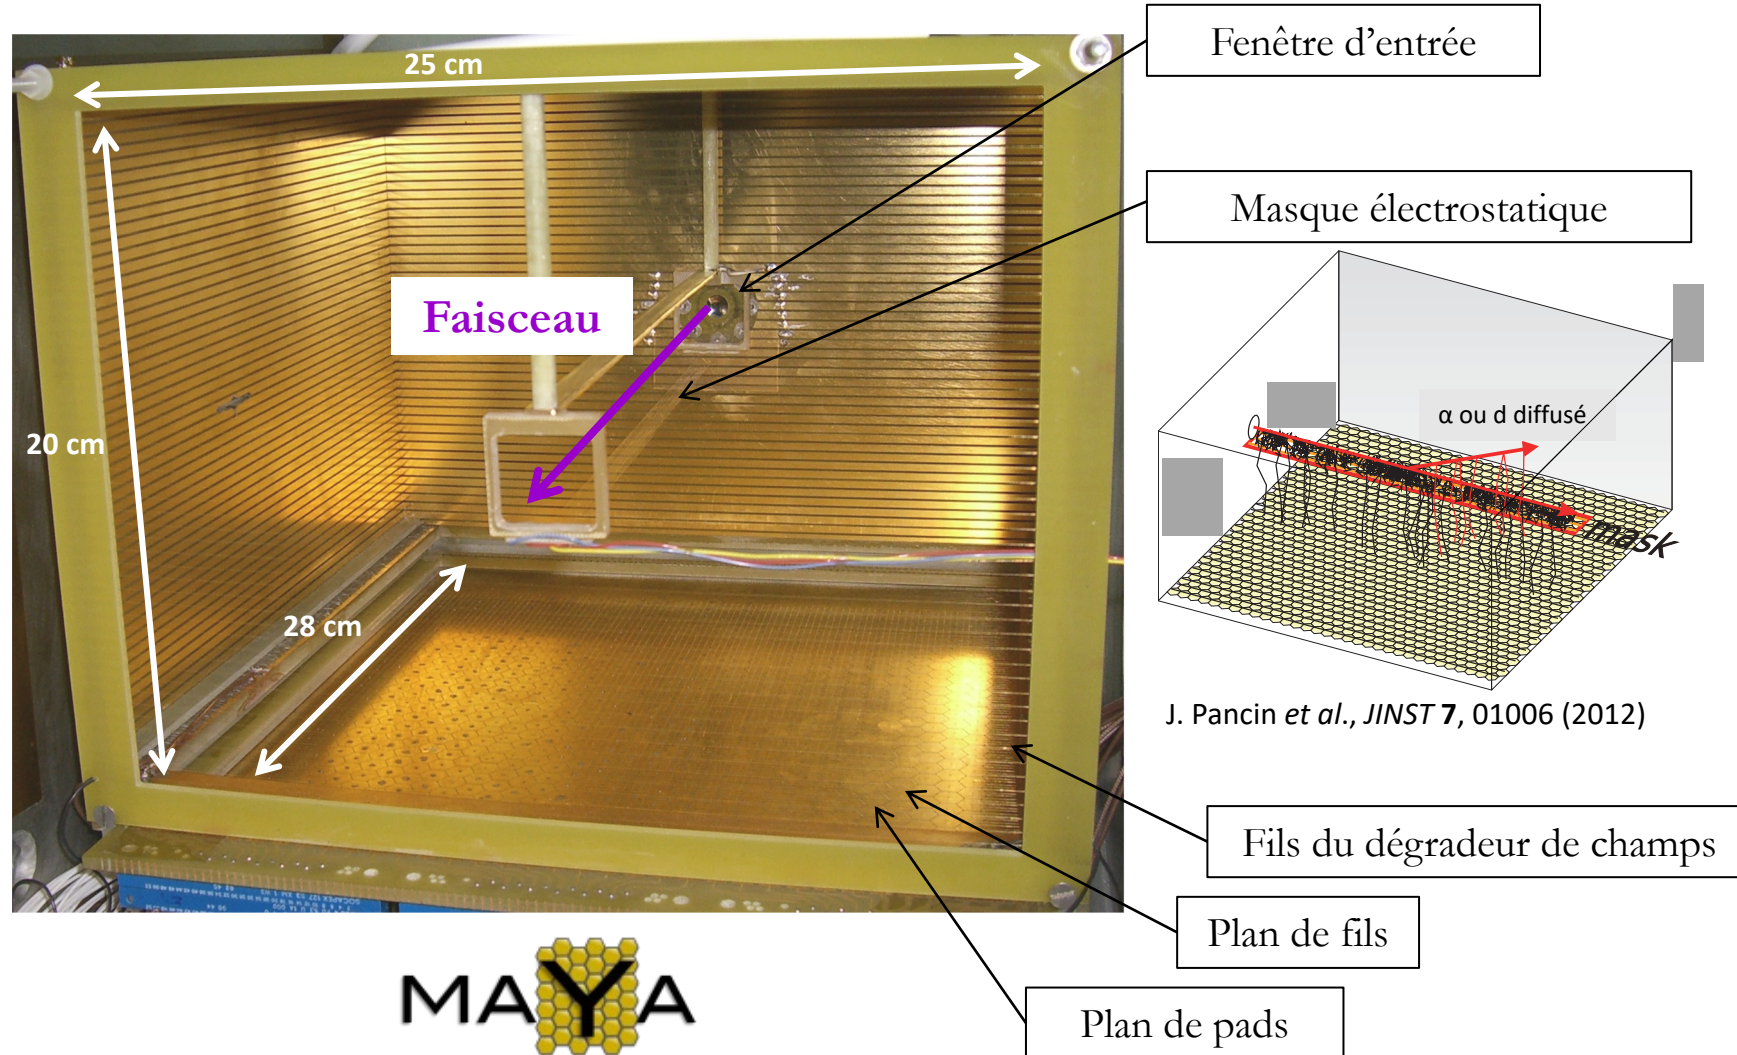 Fenêtre d’entrée
25 cm
Masque électrostatique
Faisceau
α ou d diffusé
20 cm
mask
28 cm
J. Pancin et al., JINST 7, 01006 (2012)
Fils du dégradeur de champs
Plan de fils
MAYA
Plan de pads